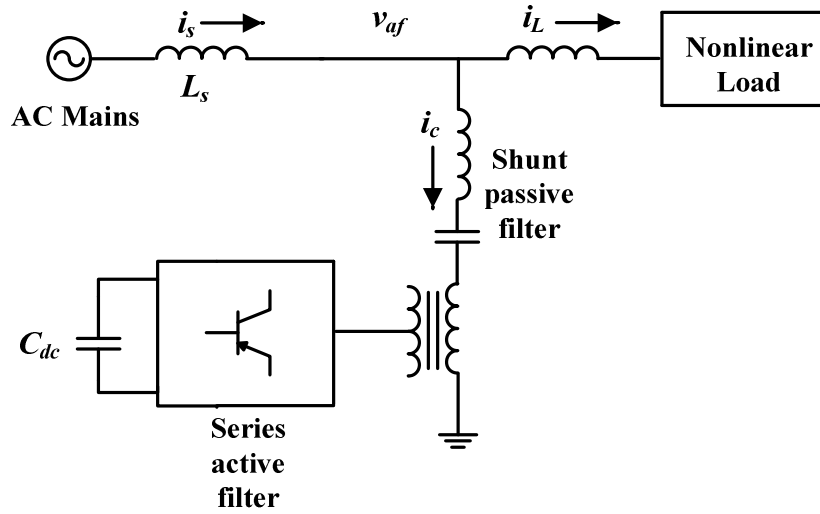 i_s
v_af
i_L
Nonlinear
Load
L_s
AC Mains
i_c
Shunt
passive
filter
C_dc
Series
active
filter